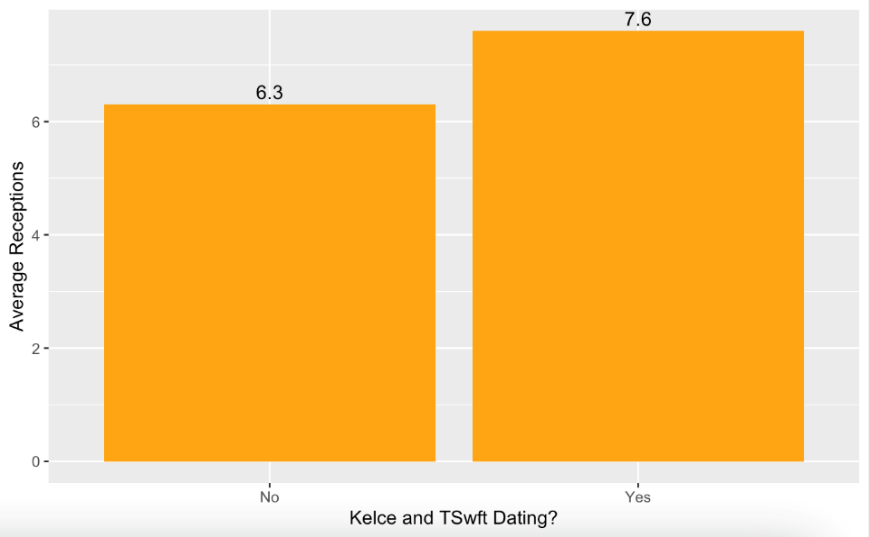 7.6
6.3
6
4
2
0
Average Receptions
No Yes
Kelce and TSwft Dating?